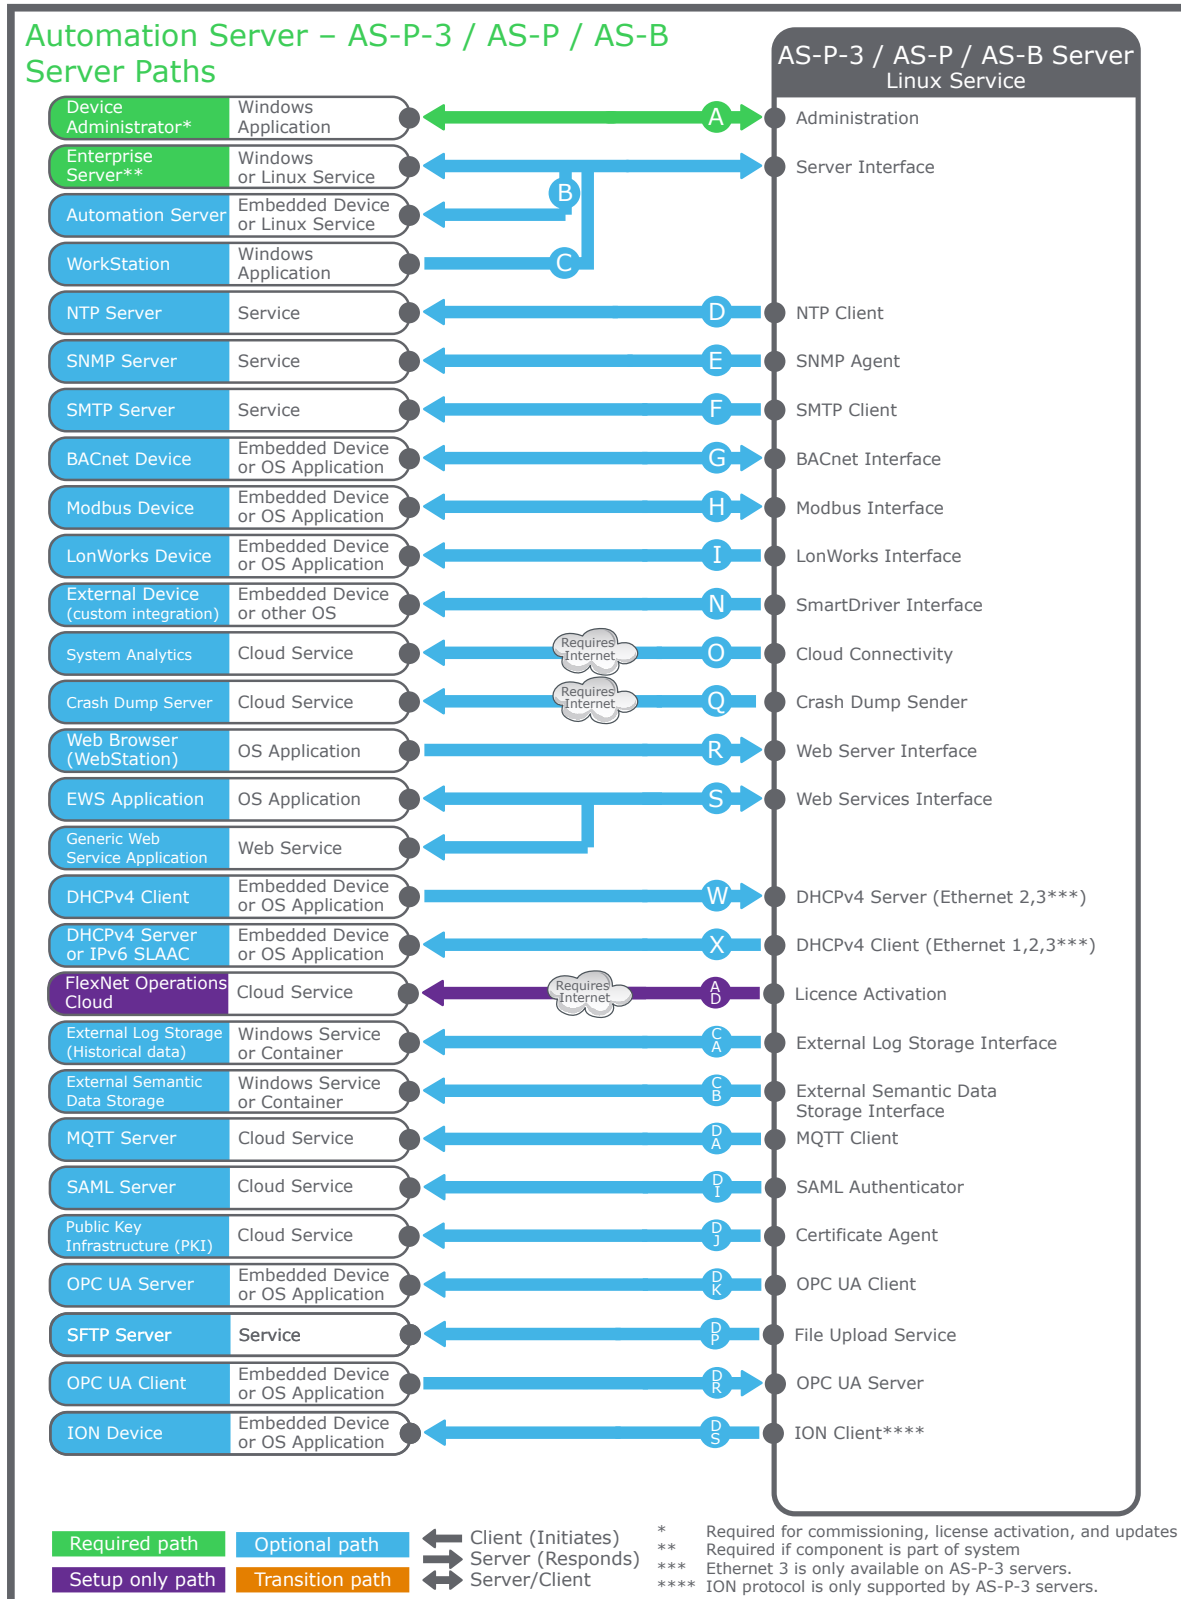 Automation Server – AS-P-3 / AS-P / AS-B
Server Paths
AS-P-3 / AS-P / AS-B Server
Linux Service
Device
Administrator*
Windows
Application
A
Administration
Enterprise
Server**
Windows
or Linux Service
Server Interface
B
Automation Server
Embedded Device
or Linux Service
WorkStation
Windows
Application
C
NTP Server
Service
D
NTP Client
SNMP Server
Service
E
SNMP Agent
SMTP Server
Service
F
SMTP Client
BACnet Device
Embedded Device
or OS Application
G
BACnet Interface
Modbus Device
Embedded Device
or OS Application
H
Modbus Interface
LonWorks Device
Embedded Device
or OS Application
I
LonWorks Interface
External Device
(custom integration)
Embedded Device
or other OS
N
SmartDriver Interface
System Analytics
Cloud Service
Requires
Internet
O
Cloud Connectivity
Crash Dump Server
Cloud Service
Requires
Internet
Q
Crash Dump Sender
Web Browser
(WebStation)
OS Application
R
Web Server Interface
EWS Application
OS Application
S
Web Services Interface
Generic Web
Service Application
Web Service
DHCPv4 Client
Embedded Device
or OS Application
W
DHCPv4 Server (Ethernet 2,3***)
DHCPv4 Server
or IPv6 SLAAC
Embedded Device
or OS Application
X
DHCPv4 Client (Ethernet 1,2,3***)
FlexNet Operations
Cloud
Cloud Service
Requires
Internet
A
D
Licence Activation
External Log Storage
(Historical data)
Windows Service
or Container
C
A
External Log Storage Interface
External Semantic
Data Storage
Windows Service
or Container
C
B
External Semantic Data
Storage Interface
MQTT Server
Cloud Service
D
A
MQTT Client
SAML Server
Cloud Service
D
I
SAML Authenticator
Public Key
Infrastructure (PKI)
Cloud Service
D
J
Certificate Agent
OPC UA Server
Embedded Device
or OS Application
D
K
OPC UA Client
SFTP Server
Service
D
P
File Upload Service
OPC UA Client
Embedded Device
or OS Application
D
R
OPC UA Server
ION Device
Embedded Device
or OS Application
D
S
ION Client****
Required path
Optional path
Setup only path
Transition path
Client (Initiates)
Server (Responds)
Server/Client
* Required for commissioning, license activation, and updates
** Required if component is part of system
*** Ethernet 3 is only available on AS-P-3 servers.
**** ION protocol is only supported by AS-P-3 servers.